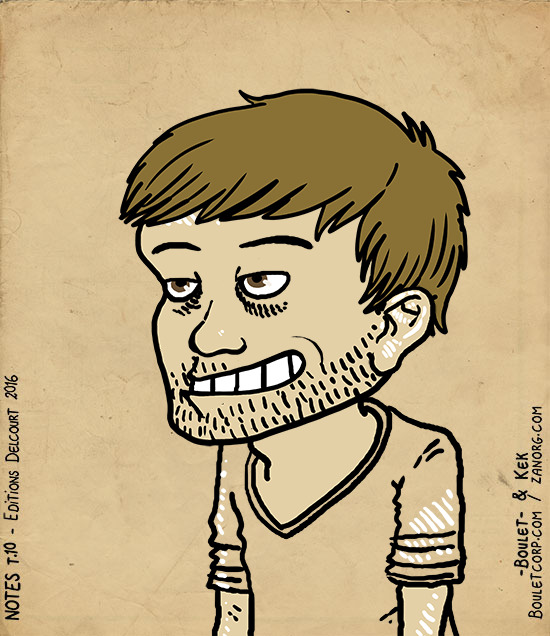 NOTES T.10 - EDITIONS DELCOURT 2016
-BOULET- & KEK
BOULETCORP.COM / ZANORG.COM